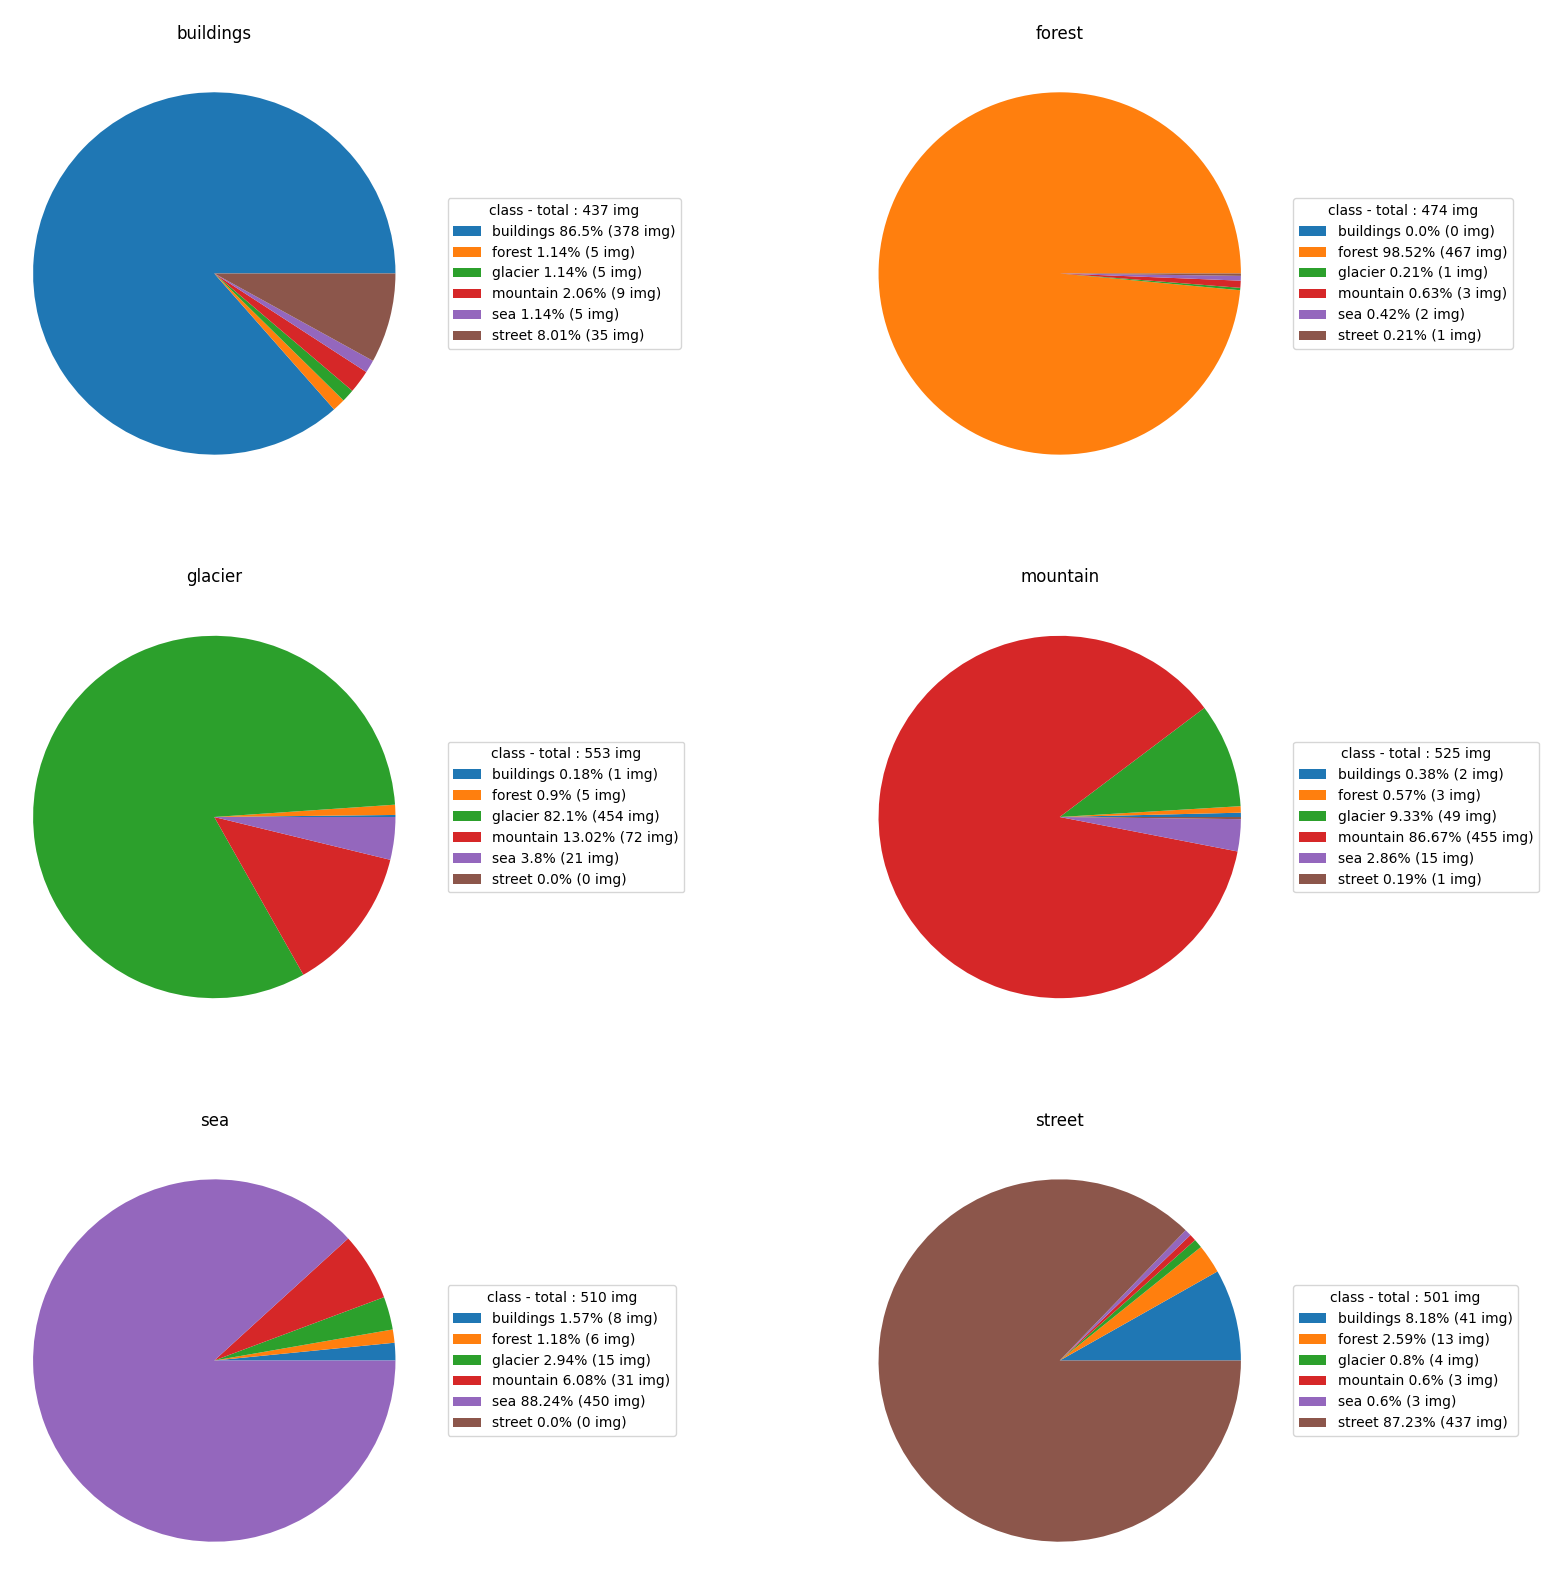 buildings
class - total : 437 img
buildings 86.5% (378 img)
forest 1.14% (5 img)
glacier 1.14% (5 img)
mountain 2.06% (9 img)
sea 1.14% (5 img)
street 8.01% (35 img)
forest
class - total : 474 img
buildings 0.0% (0 img)
forest 98.52% (467 img)
glacier 0.21% (1 img)
mountain 0.63% (3 img)
sea 0.42% (2 img)
street 0.21% (1 img)
glacier
class - total : 553 img
buildings 0.18% (1 img)
forest 0.9% (5 img)
glacier 82.1% (454 img)
mountain 13.02% (72 img)
sea 3.8% (21 img)
street 0.0% (0 img)
mountain
class - total : 525 img
buildings 0.38% (2 img)
forest 0.57% (3 img)
glacier 9.33% (49 img)
mountain 86.67% (455 img)
sea 2.86% (15 img)
street 0.19% (1 img)
sea
class - total : 510 img
buildings 1.57% (8 img)
forest 1.18% (6 img)
glacier 2.94% (15 img)
mountain 6.08% (31 img)
sea 88.24% (450 img)
street 0.0% (0 img)
street
class - total : 501 img
buildings 8.18% (41 img)
forest 2.59% (13 img)
glacier 0.8% (4 img)
mountain 0.6% (3 img)
sea 0.6% (3 img)
street 87.23% (437 img)